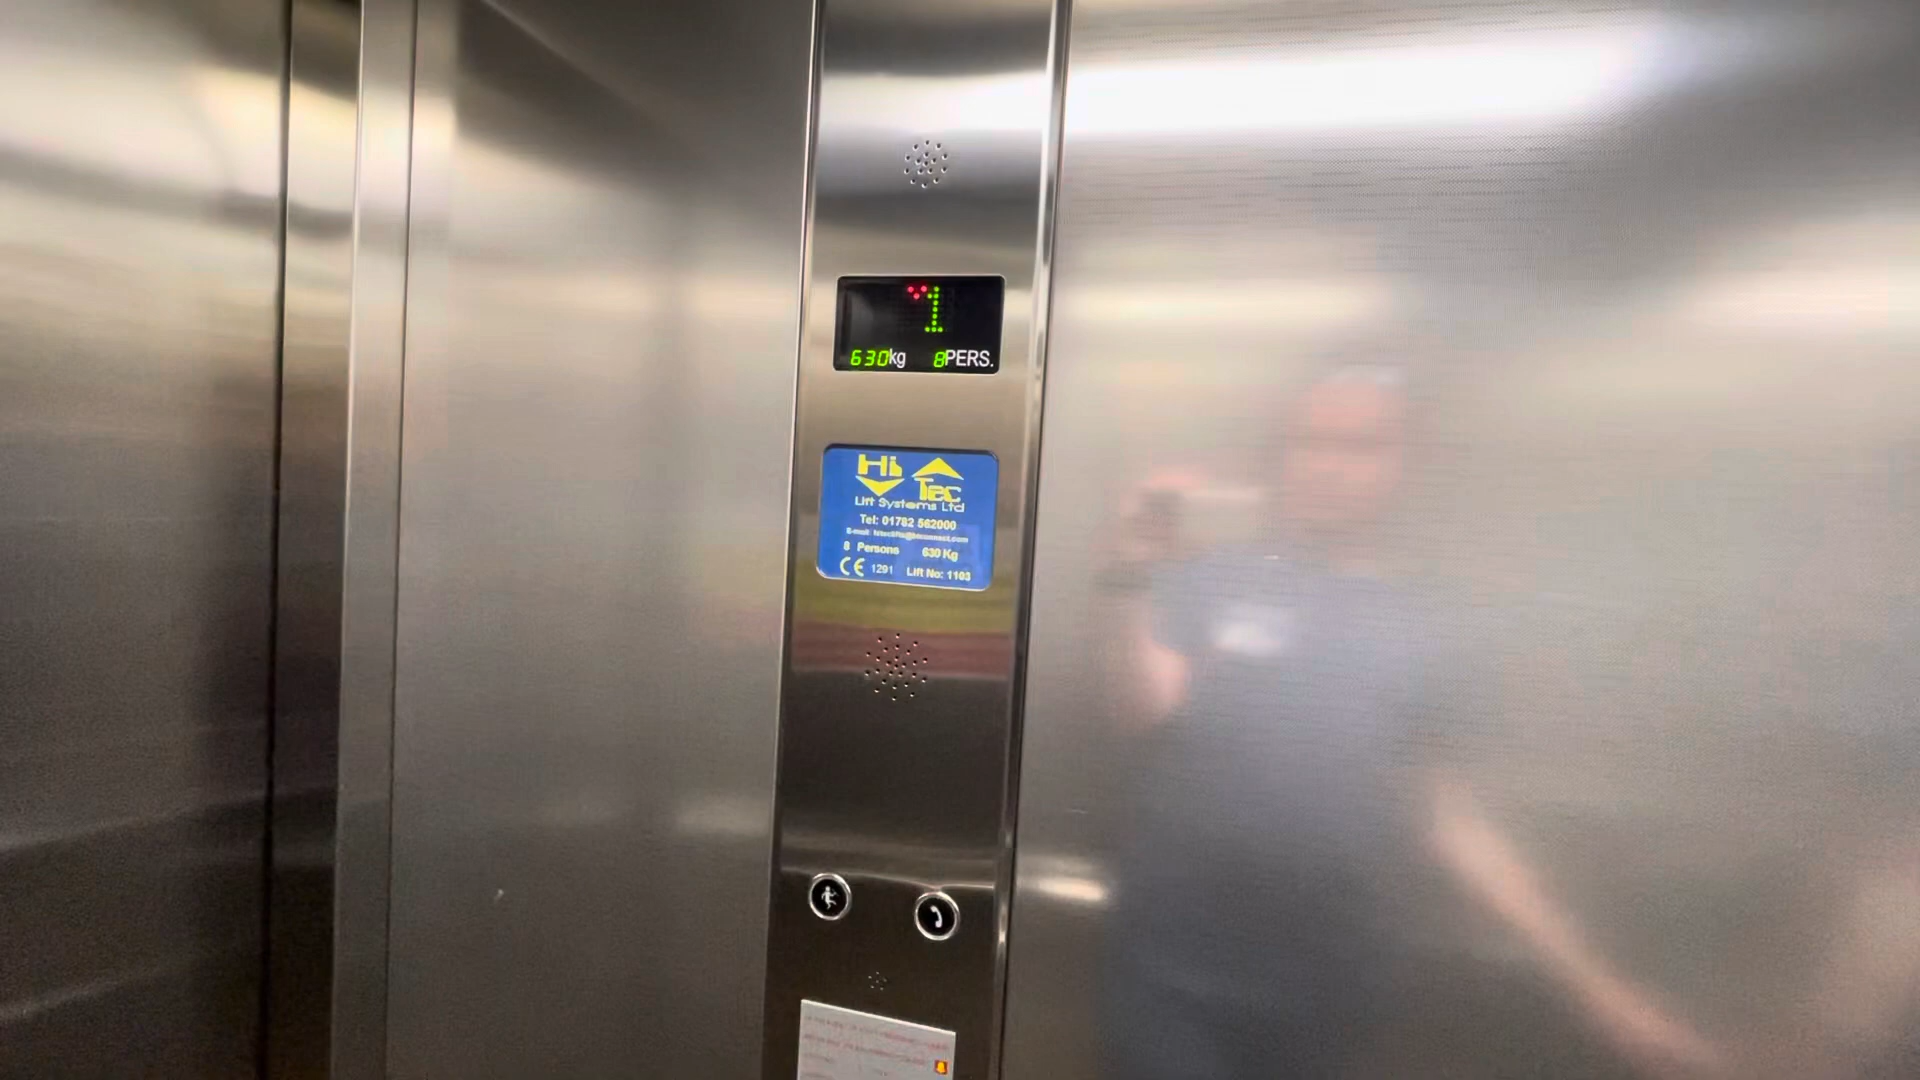 1
630kg 8PERS.
Hi Tec
Lift Systems Ltd
Tel: 01782 562000
E-mail:
8 Persons 630 Kg
CE 1291 Lift No: 1103